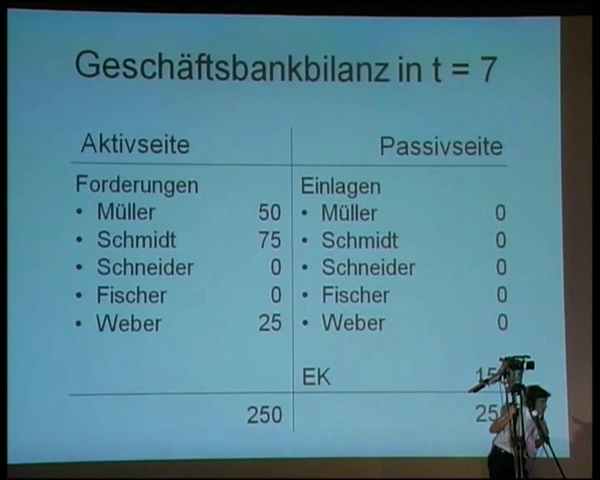 Geschäftsbankbilanz in t = 7
Aktivseite Passivseite
Forderungen Einlagen
• Müller 50 • Müller 0
• Schmidt 75 • Schmidt 0
• Schneider 0 • Schneider 0
• Fischer 0 • Fischer 0
• Weber 25 • Weber 0
EK
250